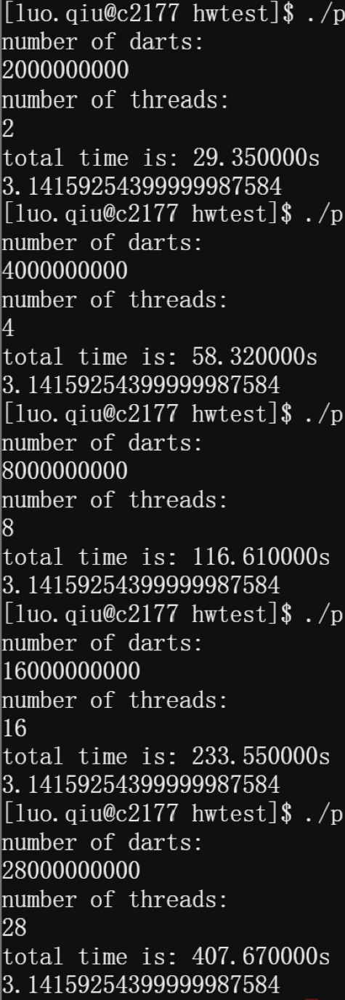 [luo.qiu@c2177 hwtest]$ ./p
number of darts:
2000000000
number of threads:
2
total time is: 29.350000s
3.14159254399999987584
[luo.qiu@c2177 hwtest]$ ./p
number of darts:
4000000000
number of threads:
4
total time is: 58.320000s
3.14159254399999987584
[luo.qiu@c2177 hwtest]$ ./p
number of darts:
8000000000
number of threads:
8
total time is: 116.610000s
3.14159254399999987584
[luo.qiu@c2177 hwtest]$ ./p
number of darts:
16000000000
number of threads:
16
total time is: 233.550000s
3.14159254399999987584
[luo.qiu@c2177 hwtest]$ ./p
number of darts:
28000000000
number of threads:
28
total time is: 407.670000s
3.14159254399999987584